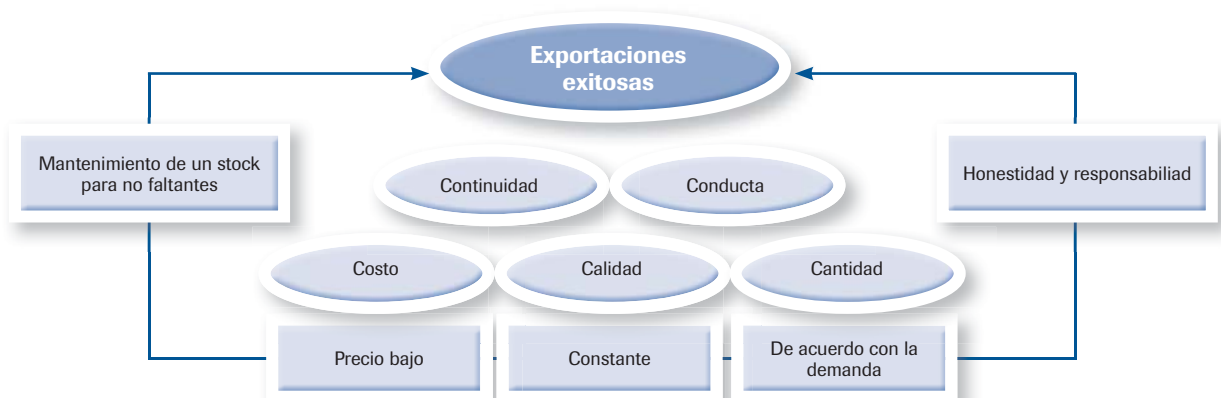 Exportaciones
exitosas
Mantenimiento de un stock
para no faltantes
Continuidad
Conducta
Honestidad y responsabiliad
Costo
Calidad
Cantidad
Precio bajo
Constante
De acuerdo con la
demanda